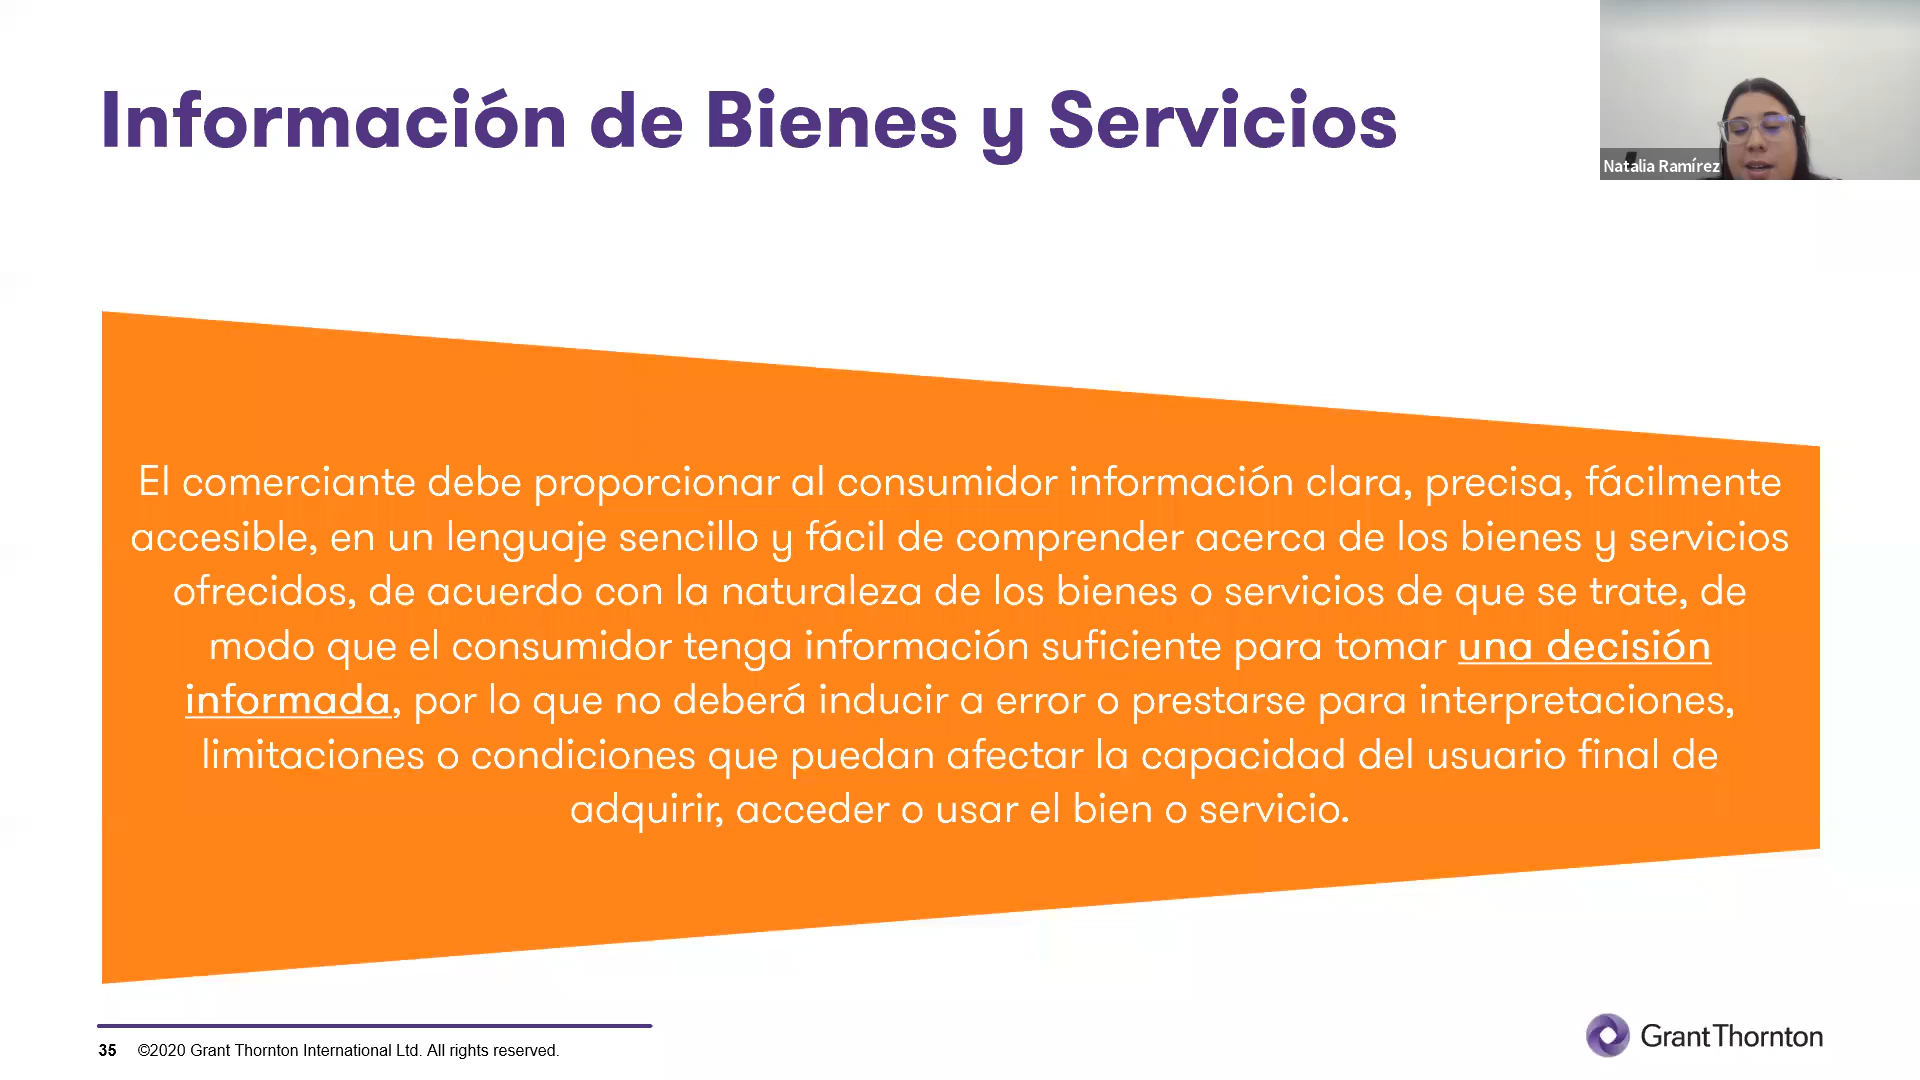 Información de Bienes y Servicios
Natalia Ramírez
El comerciante debe proporcionar al consumidor información clara, precisa, fácilmente
accesible, en un lenguaje sencillo y fácil de comprender acerca de los bienes y servicios
ofrecidos, de acuerdo con la naturaleza de los bienes o servicios de que se trate, de
modo que el consumidor tenga información suficiente para tomar una decisión
informada, por lo que no deberá inducir a error o prestarse para interpretaciones,
limitaciones o condiciones que puedan afectar la capacidad del usuario final de
adquirir, acceder o usar el bien o servicio.
35 ©2020 Grant Thornton International Ltd. All rights reserved.
Grant Thornton